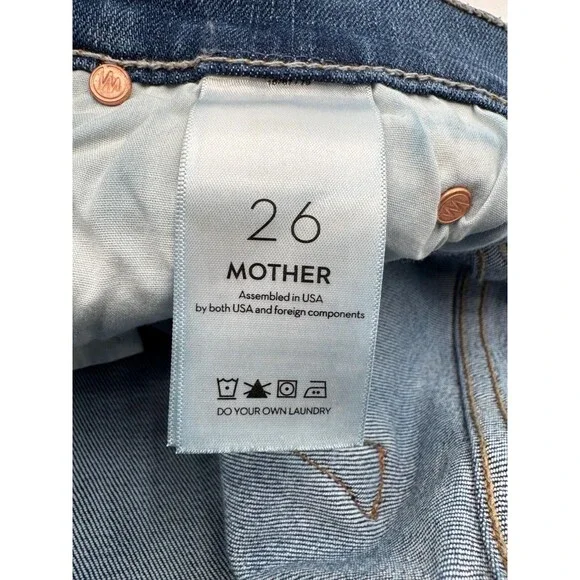 26
MOTHER
Assembled in USA
by both USA and foreign components
DO YOUR OWN LAUNDRY